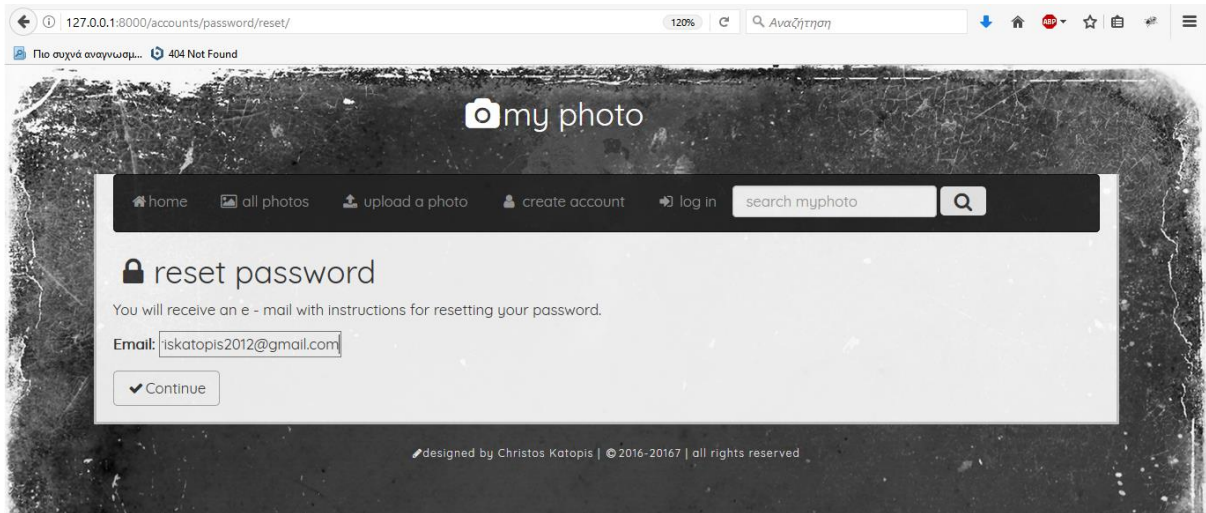 127.0.0.1:8000/accounts/password/reset/ 120% Αναζήτηση ABP
Πιο συχνά αναγνωσμ... 404 Not Found
my photo
home all photos upload a photo create account log in search myphoto
reset password
You will receive an e - mail with instructions for resetting your password.
Email: iskatopis2012@gmail.com
Continue
designed by Christos Katopis | © 2016-20167 | all rights reserved